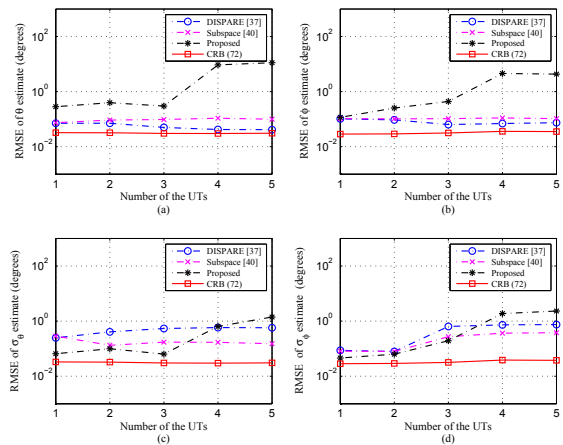 RMSE of ϕ estimate (degrees)
10^2
10^0
10^-2
1 2 3 4 5
Number of the UTs
(a)
DISPARE [37]
Subspace [40]
Proposed
CRB (72)
RMSE of ϕ estimate (degrees)
10^2
10^0
10^-2
1 2 3 4 5
Number of the UTs
(b)
DISPARE [37]
Subspace [40]
Proposed
CRB (72)
RMSE of σ_θ estimate (degrees)
10^2
10^0
10^-2
1 2 3 4 5
Number of the UTs
(c)
DISPARE [37]
Subspace [40]
Proposed
CRB (72)
RMSE of σ_ϕ estimate (degrees)
10^2
10^0
10^-2
1 2 3 4 5
Number of the UTs
(d)
DISPARE [37]
Subspace [40]
Proposed
CRB (72)